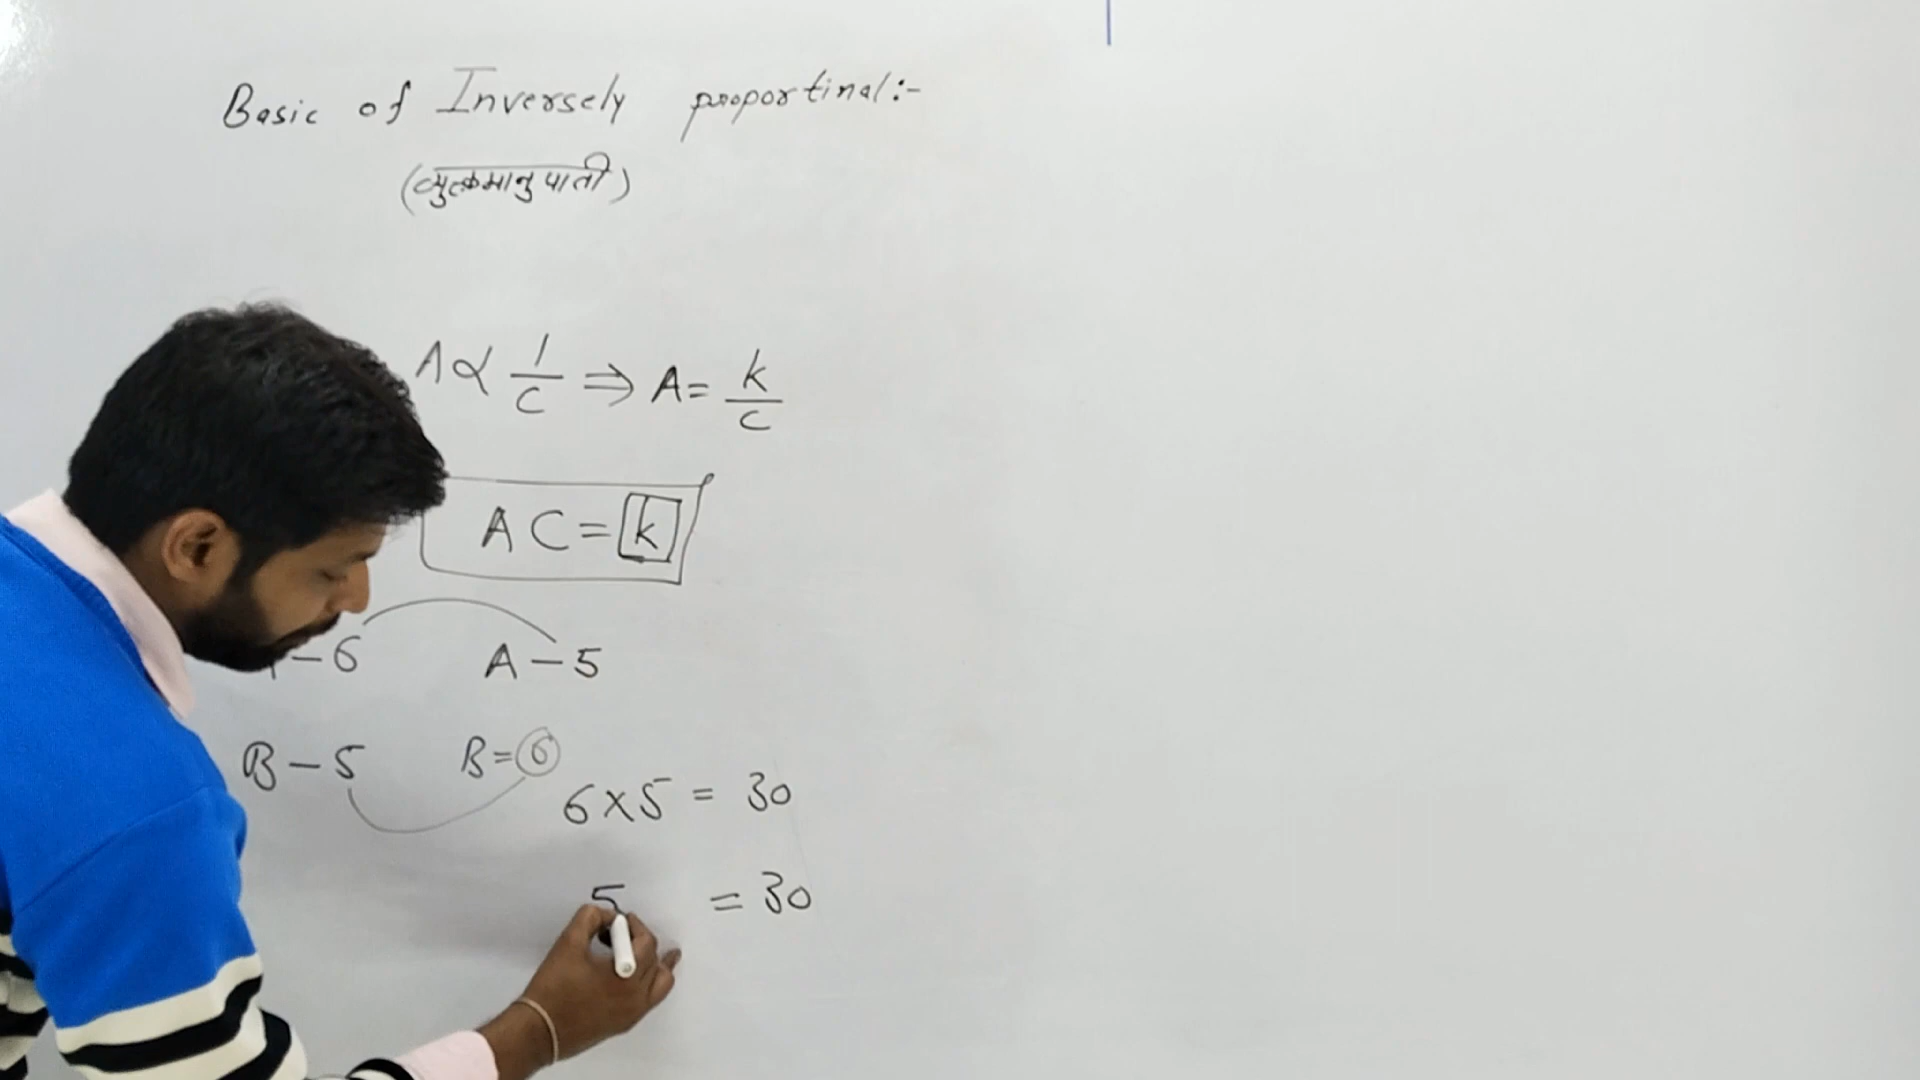 Basic of Inversely proportinal:-
(व्युत्क्रमानुपाती)
A ∝ 1/C ⇒ A = k/C
AC = k
– 6 A – 5
B – 5 B = 6
6 x 5 = 30
5 = 30